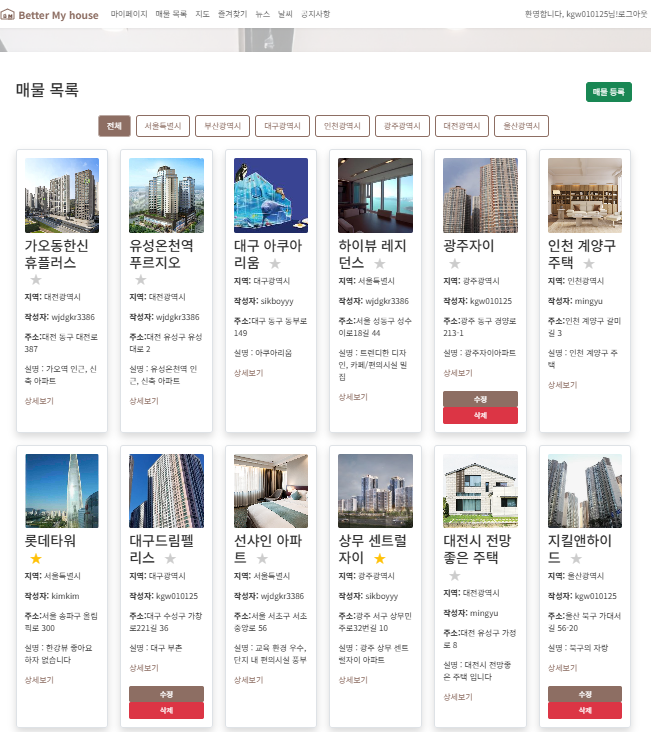 Better My house 마이페이지 매물 목록 지도 즐겨찾기 뉴스 날씨 공지사항 환영합니다, kgw010125님!로그아웃
매물 목록
매물 등록
전체 서울특별시 부산광역시 대구광역시 인천광역시 광주광역시 대전광역시 울산광역시
가오동한신
휴플러스
지역: 대전광역시
작성자: wjdgkr3386
주소:대전 동구 대전로
387
설명 : 가오역 인근, 신
축 아파트
상세보기
유성온천역
푸르지오
지역: 대전광역시
작성자: wjdgkr3386
주소:대전 유성구 유성
대로 2
설명 : 유성온천역 인
근, 신축 아파트
상세보기
대구 아쿠아
리움
지역: 대구광역시
작성자: sikboyyy
주소:대구 동구 동부로
149
설명 : 아쿠아리움
상세보기
하이뷰 레지
던스
지역: 서울특별시
작성자: wjdgkr3386
주소:서울 성동구 성수
이로18길 44
설명 : 트렌디한 디자
인, 카페/편의시설 밀
집
상세보기
광주자이
지역: 광주광역시
작성자: kgw010125
주소:광주 동구 경양로
213-1
설명 : 광주자이아파트
상세보기
수정
삭제
인천 계양구
주택
지역: 인천광역시
작성자: mingyu
주소:인천 계양구 갈미
길 3
설명 : 인천 계양구 주
택
상세보기
롯데타워
지역: 서울특별시
작성자: kimkim
주소:서울 송파구 올림
픽로 300
설명 : 한강뷰 좋아요
하자 없습니다
상세보기
대구드림펠
리스
지역: 대구광역시
작성자: kgw010125
주소:대구 수성구 가창
로221길 36
설명 : 대구 부촌
상세보기
수정
삭제
선샤인 아파
트
지역: 서울특별시
작성자: wjdgkr3386
주소:서울 서초구 서초
중앙로 56
설명 : 교육 환경 우수,
단지 내 편의시설 풍부
상세보기
상무 센트럴
자이
지역: 광주광역시
작성자: sikboyyy
주소:광주 서구 상무민
주로32번길 10
설명 : 광주 상무 센트
럴자이 아파트
상세보기
대전시 전망
좋은 주택
지역: 대전광역시
작성자: mingyu
주소:대전 유성구 가정
로 8
설명 : 대전시 전망좋
은 주택 입니다
상세보기
지킬앤하이
드
지역: 울산광역시
작성자: kgw010125
주소:울산 북구 가대서
길 56-20
설명 : 북구의 자랑
상세보기
수정
삭제